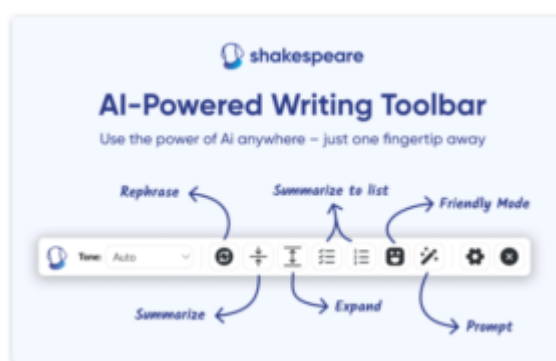 shakespeare
AI-Powered Writing Toolbar
Use the power of Ai anywhere – just one fingertip away
Rephrase
Summarize to list
Friendly Mode
Tone: Auto
Summarize
Expand
Prompt